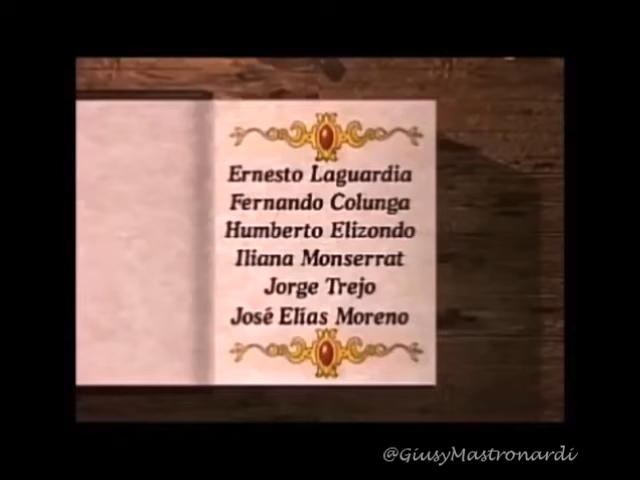 Ernesto Laguardia
Fernando Colunga
Humberto Elizondo
Iliana Monserrat
Jorge Trejo
José Elías Moreno
@GiusyMastronardi